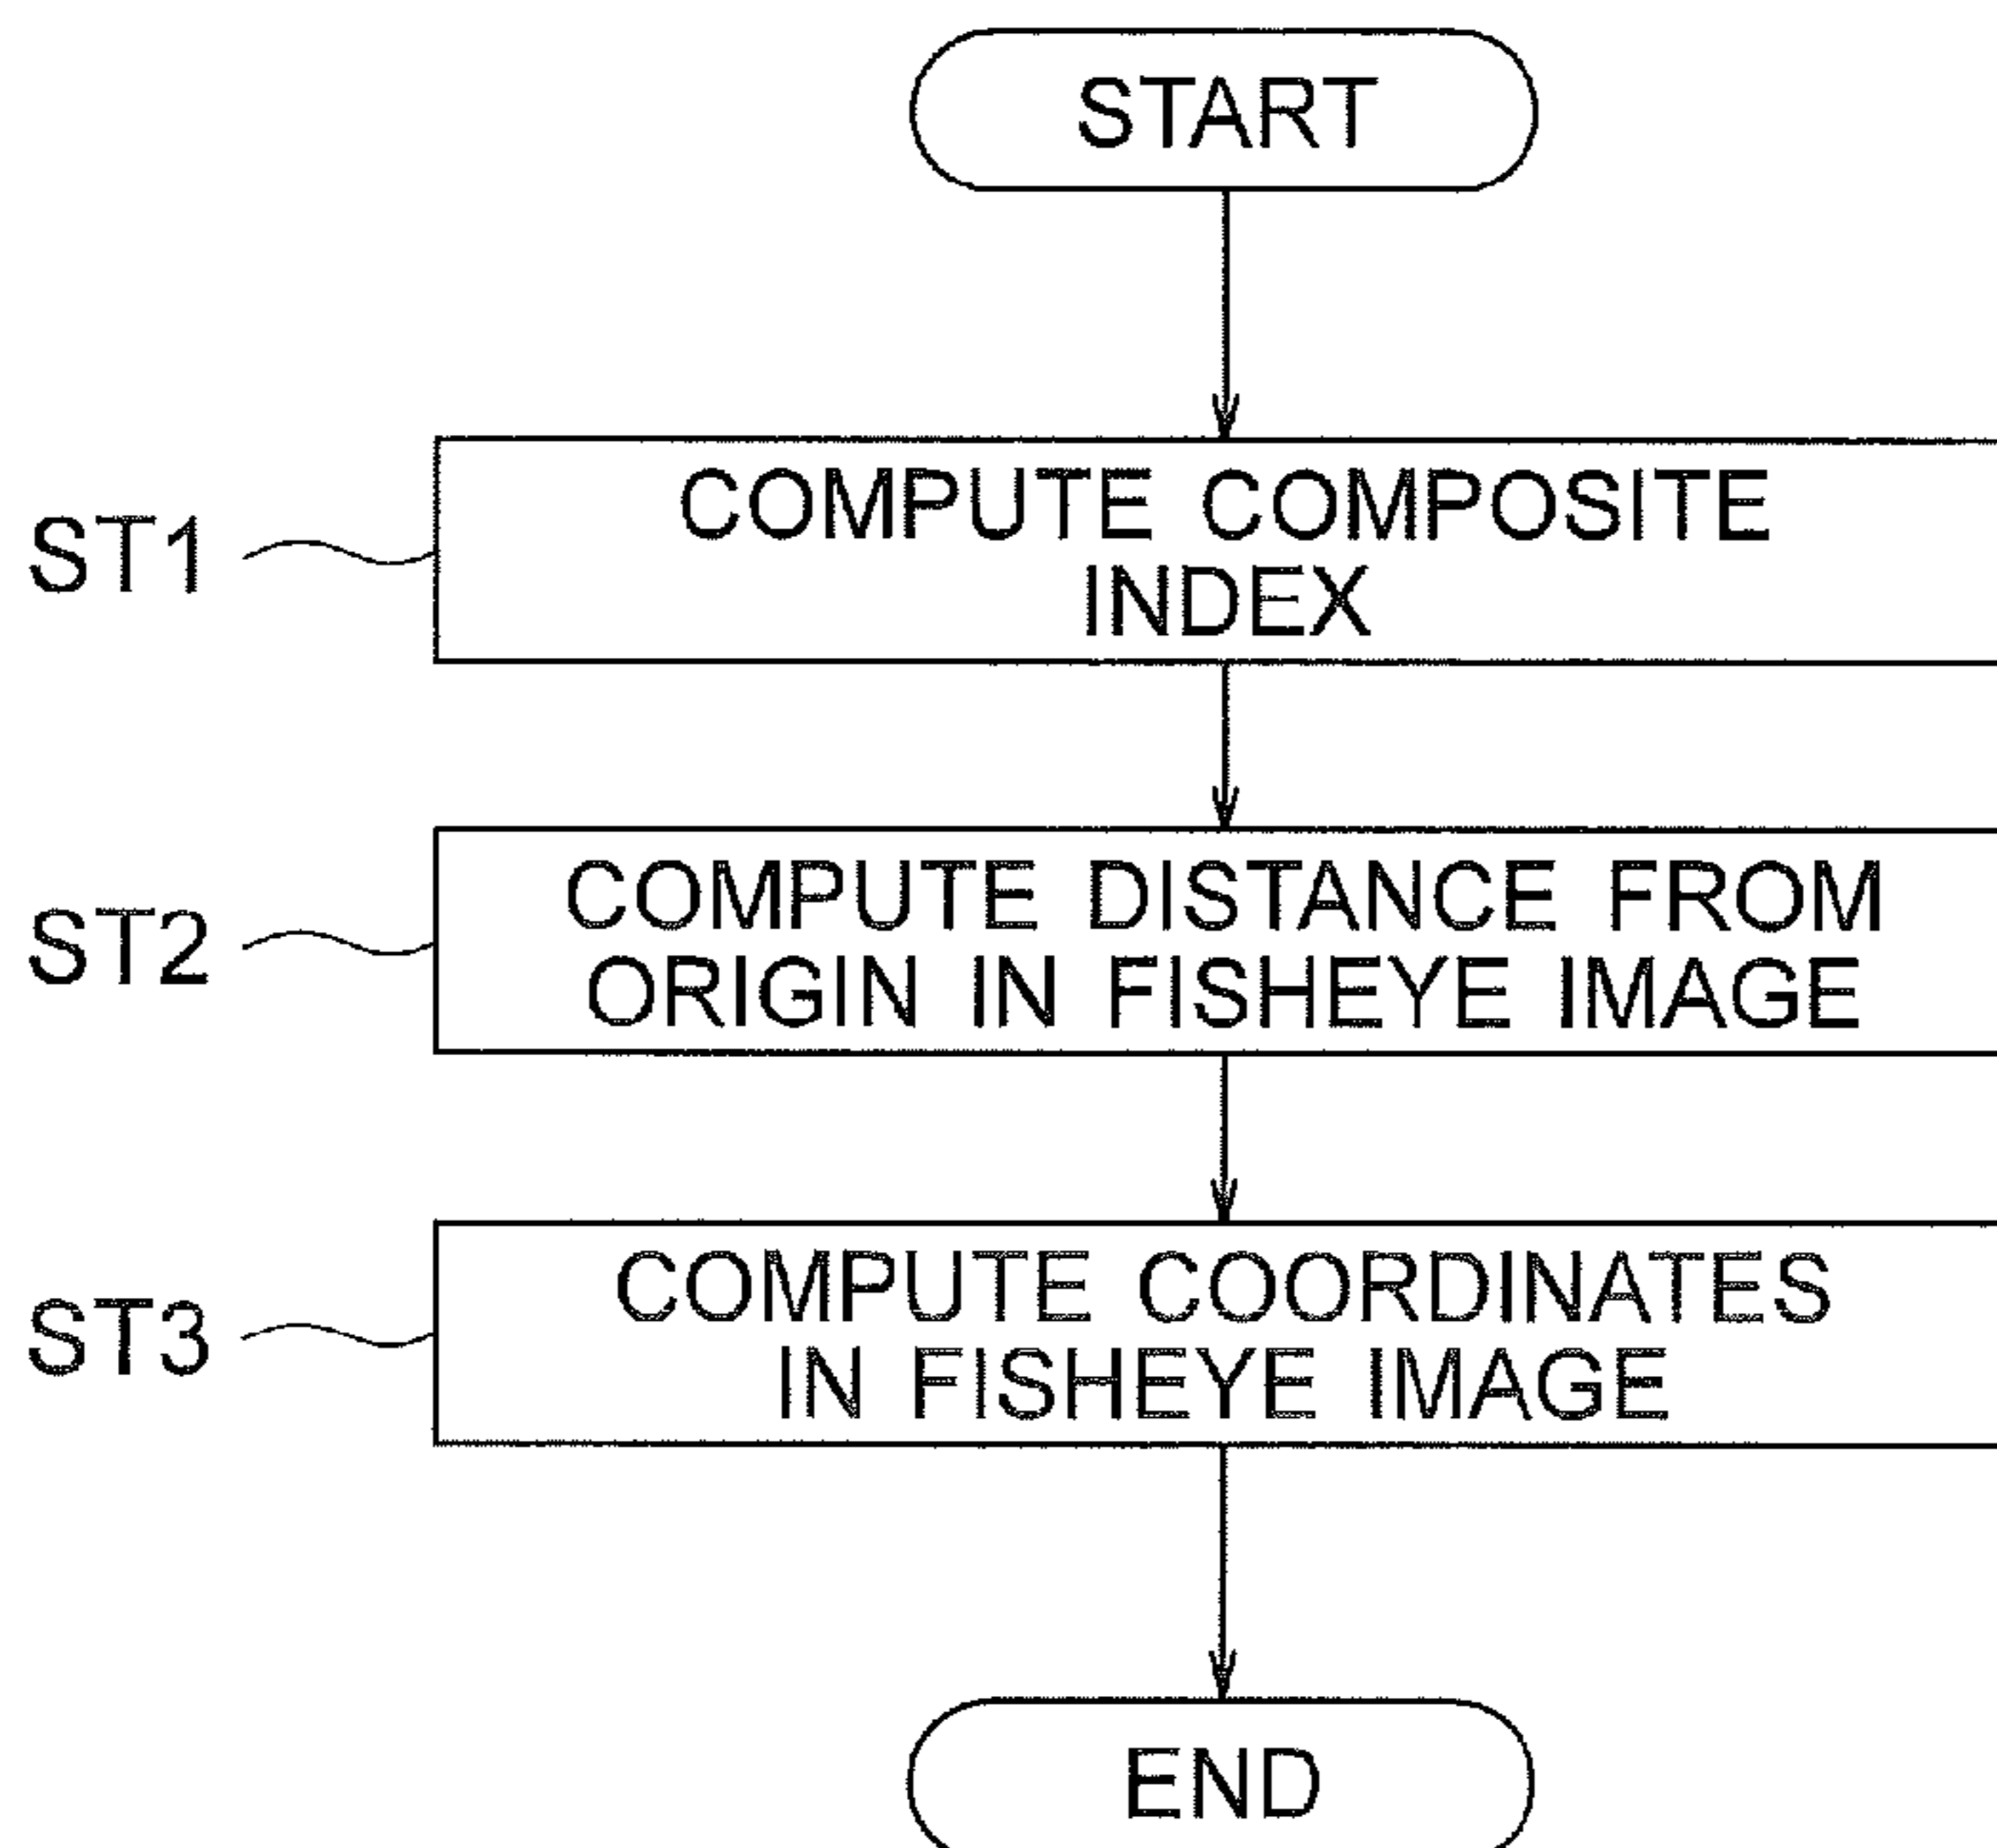 START
ST1
COMPUTE COMPOSITE
INDEX
ST2
COMPUTE DISTANCE FROM
ORIGIN IN FISHEYE IMAGE
ST3
COMPUTE COORDINATES
IN FISHEYE IMAGE
END